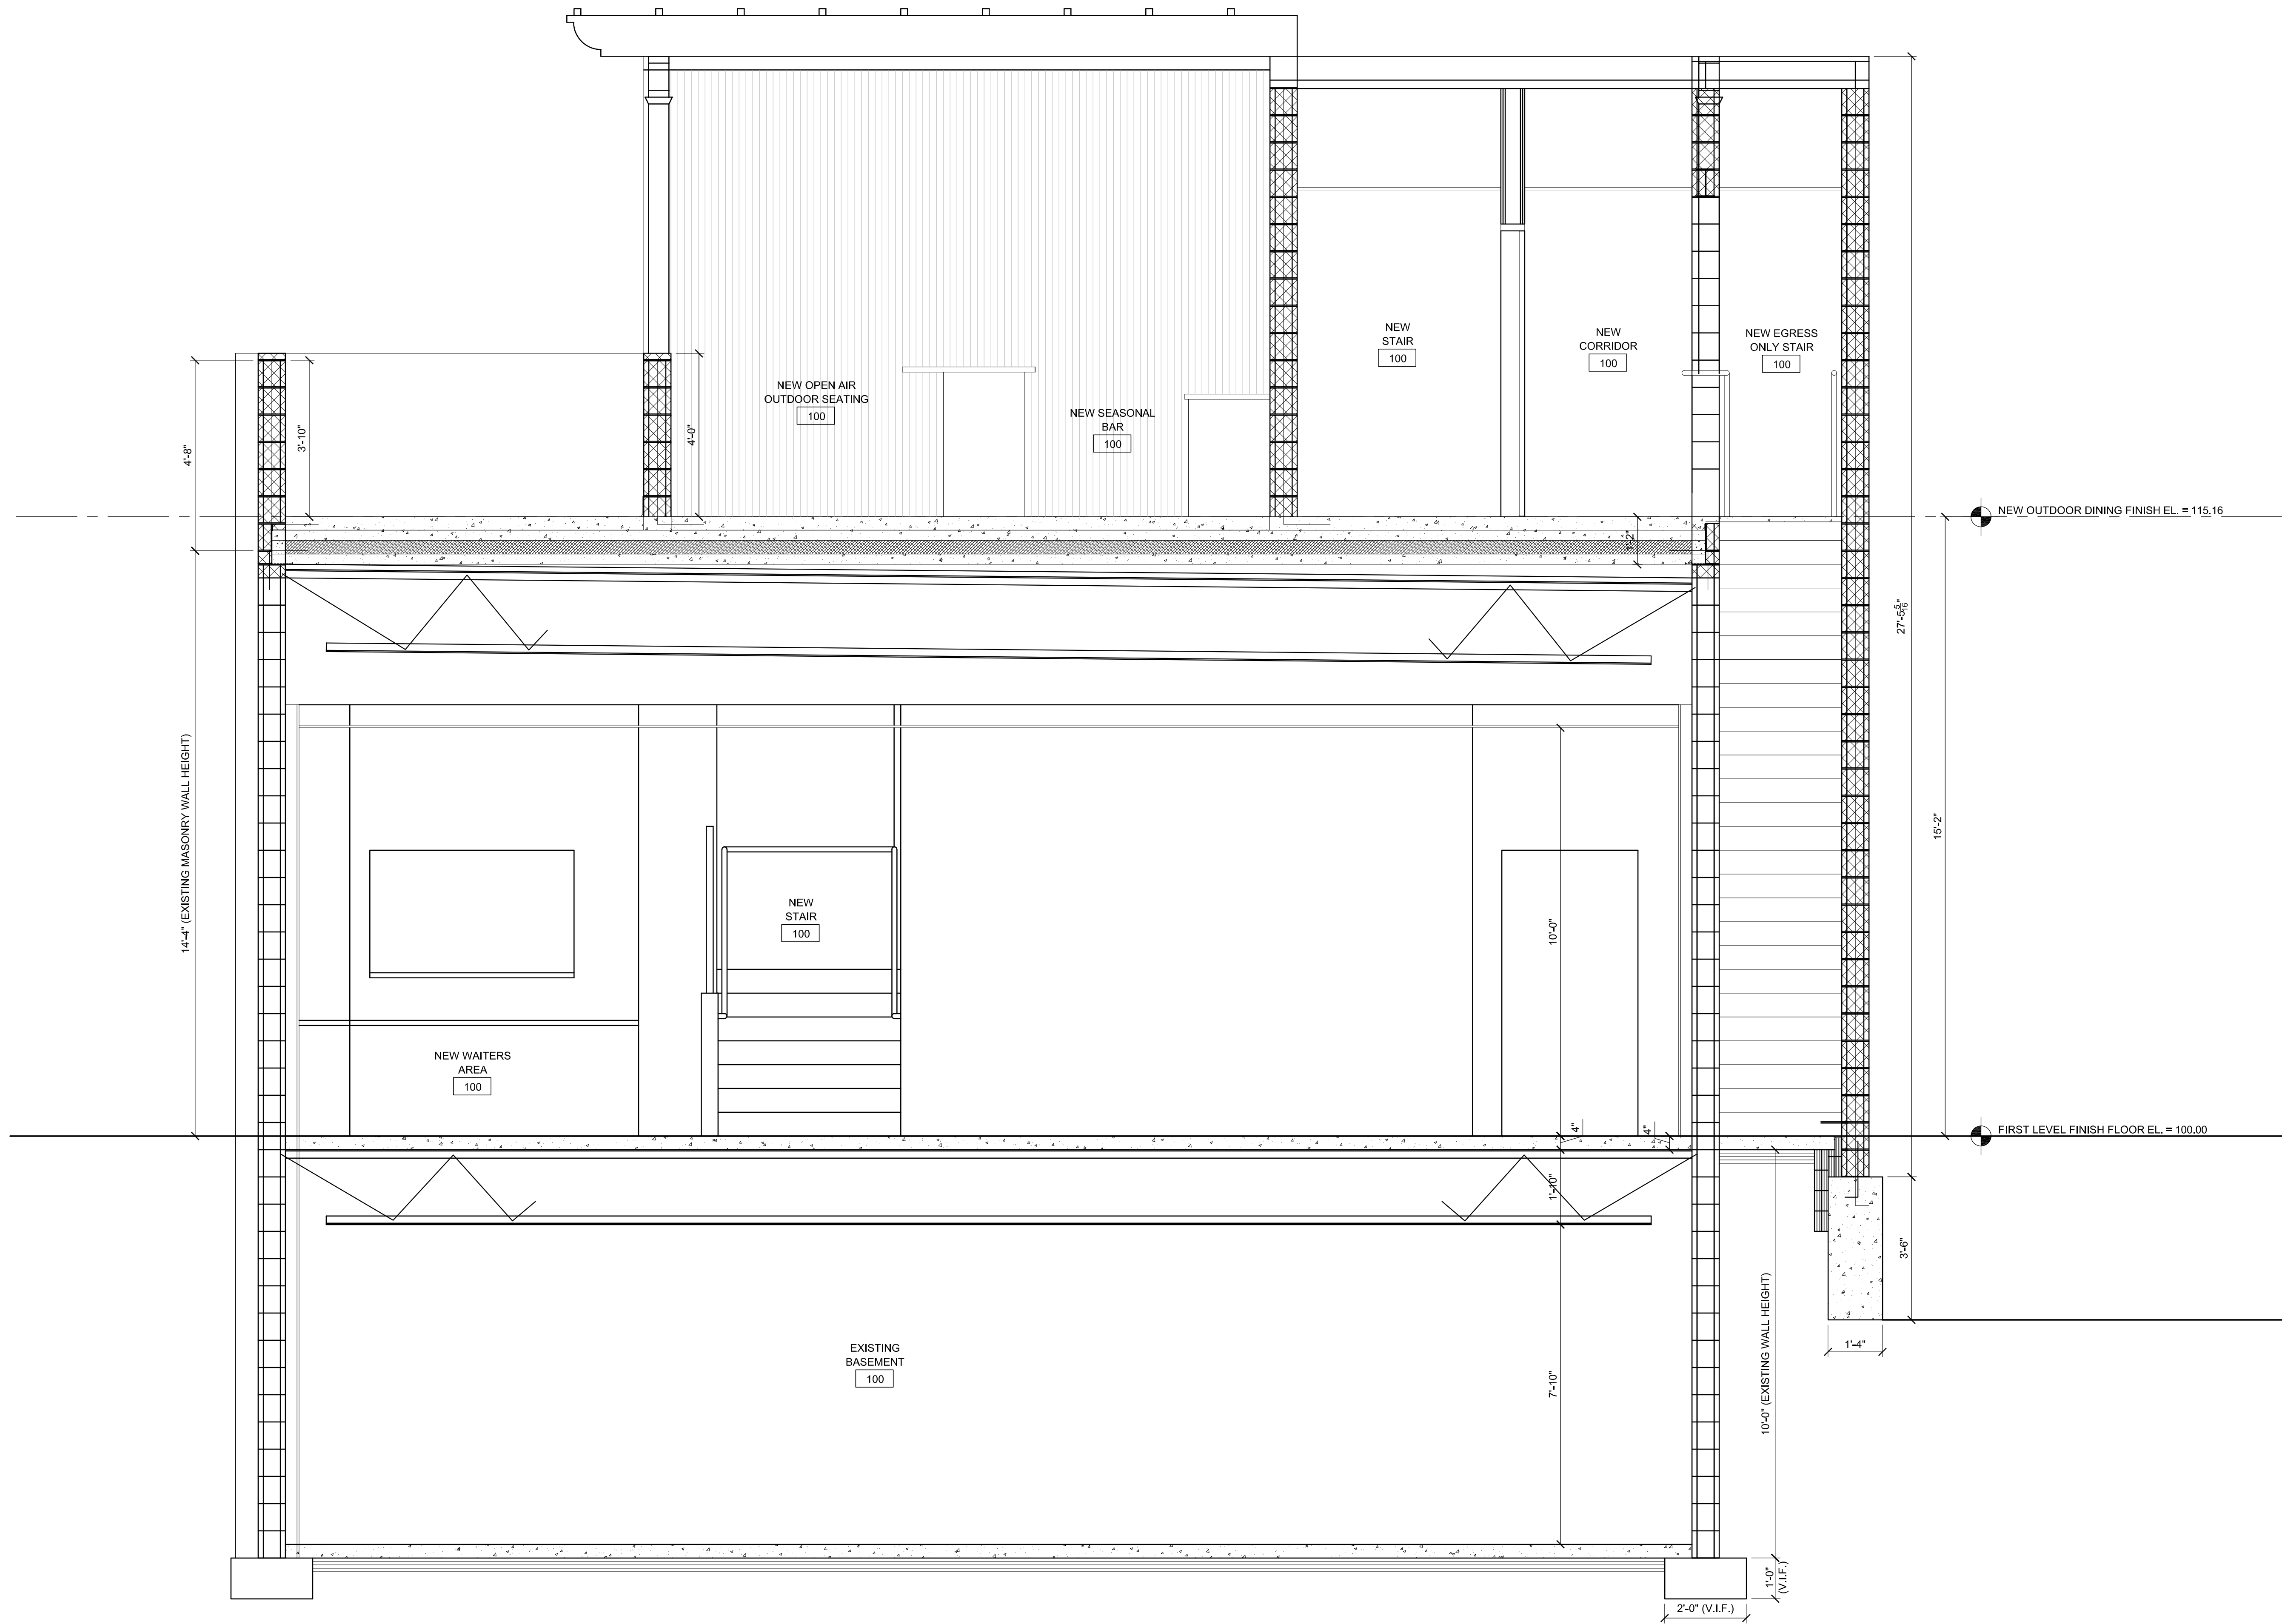 NEW
STAIR
100
NEW
CORRIDOR
100
NEW EGRESS
ONLY STAIR
100
NEW OPEN AIR
OUTDOOR SEATING
100
NEW SEASONAL
BAR
100
4'-8"
3'-10"
4'-0"
NEW OUTDOOR DINING FINISH EL. = 115.16
1'-2"
27'-5 5/16"
14'-4" (EXISTING MASONRY WALL HEIGHT)
15'-2"
NEW
STAIR
100
10'-0"
NEW WAITERS
AREA
100
4"
4"
FIRST LEVEL FINISH FLOOR EL. = 100.00
1'-10"
3'-6"
1'-4"
EXISTING
BASEMENT
100
7'-10"
10'-0" (EXISTING WALL HEIGHT)
1'-0"
(V.I.F.)
2'-0" (V.I.F.)